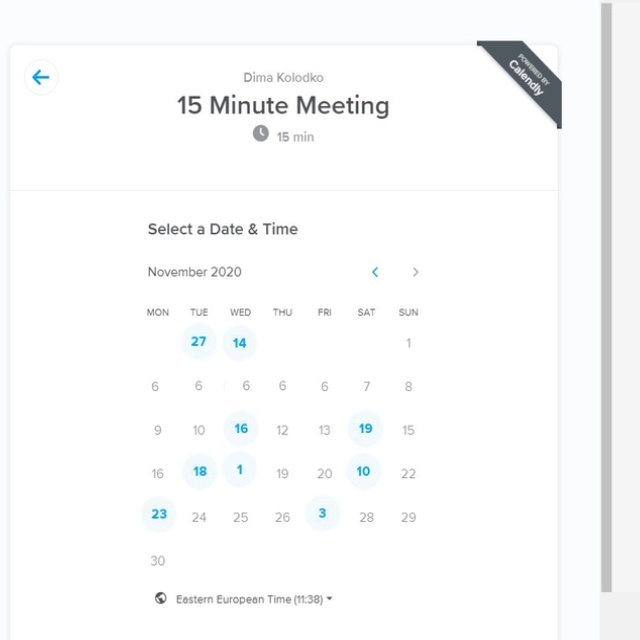 POWERED BY
Calendly
Dima Kolodko
15 Minute Meeting
15 min
Select a Date & Time
November 2020
MON TUE WED THU FRI SAT SUN
27 14 1
6 6 6 6 6 7 8
9 10 16 12 13 19 15
16 18 1 19 20 10 22
23 24 25 26 3 28 29
30
Eastern European Time (11:38)